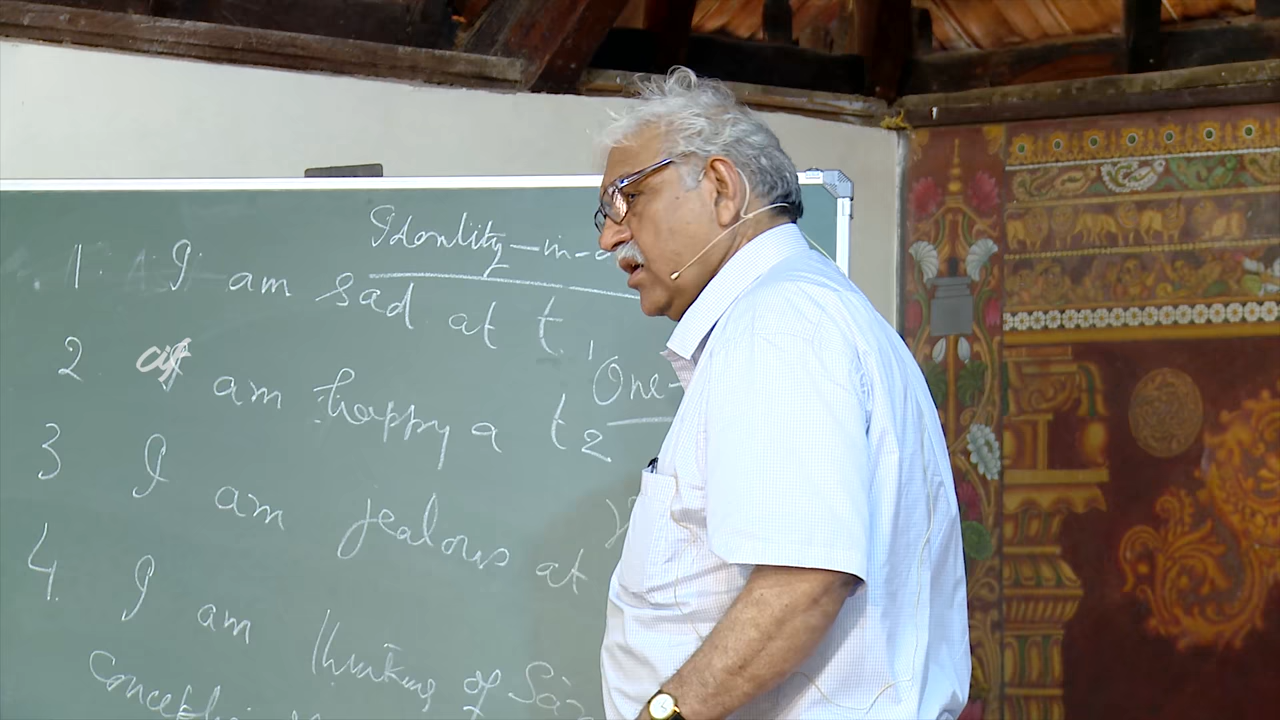 Identity-in-
1 I am sad at t1
2 am happy a t2
One-
3 I am jealous at
4. I am thinking of